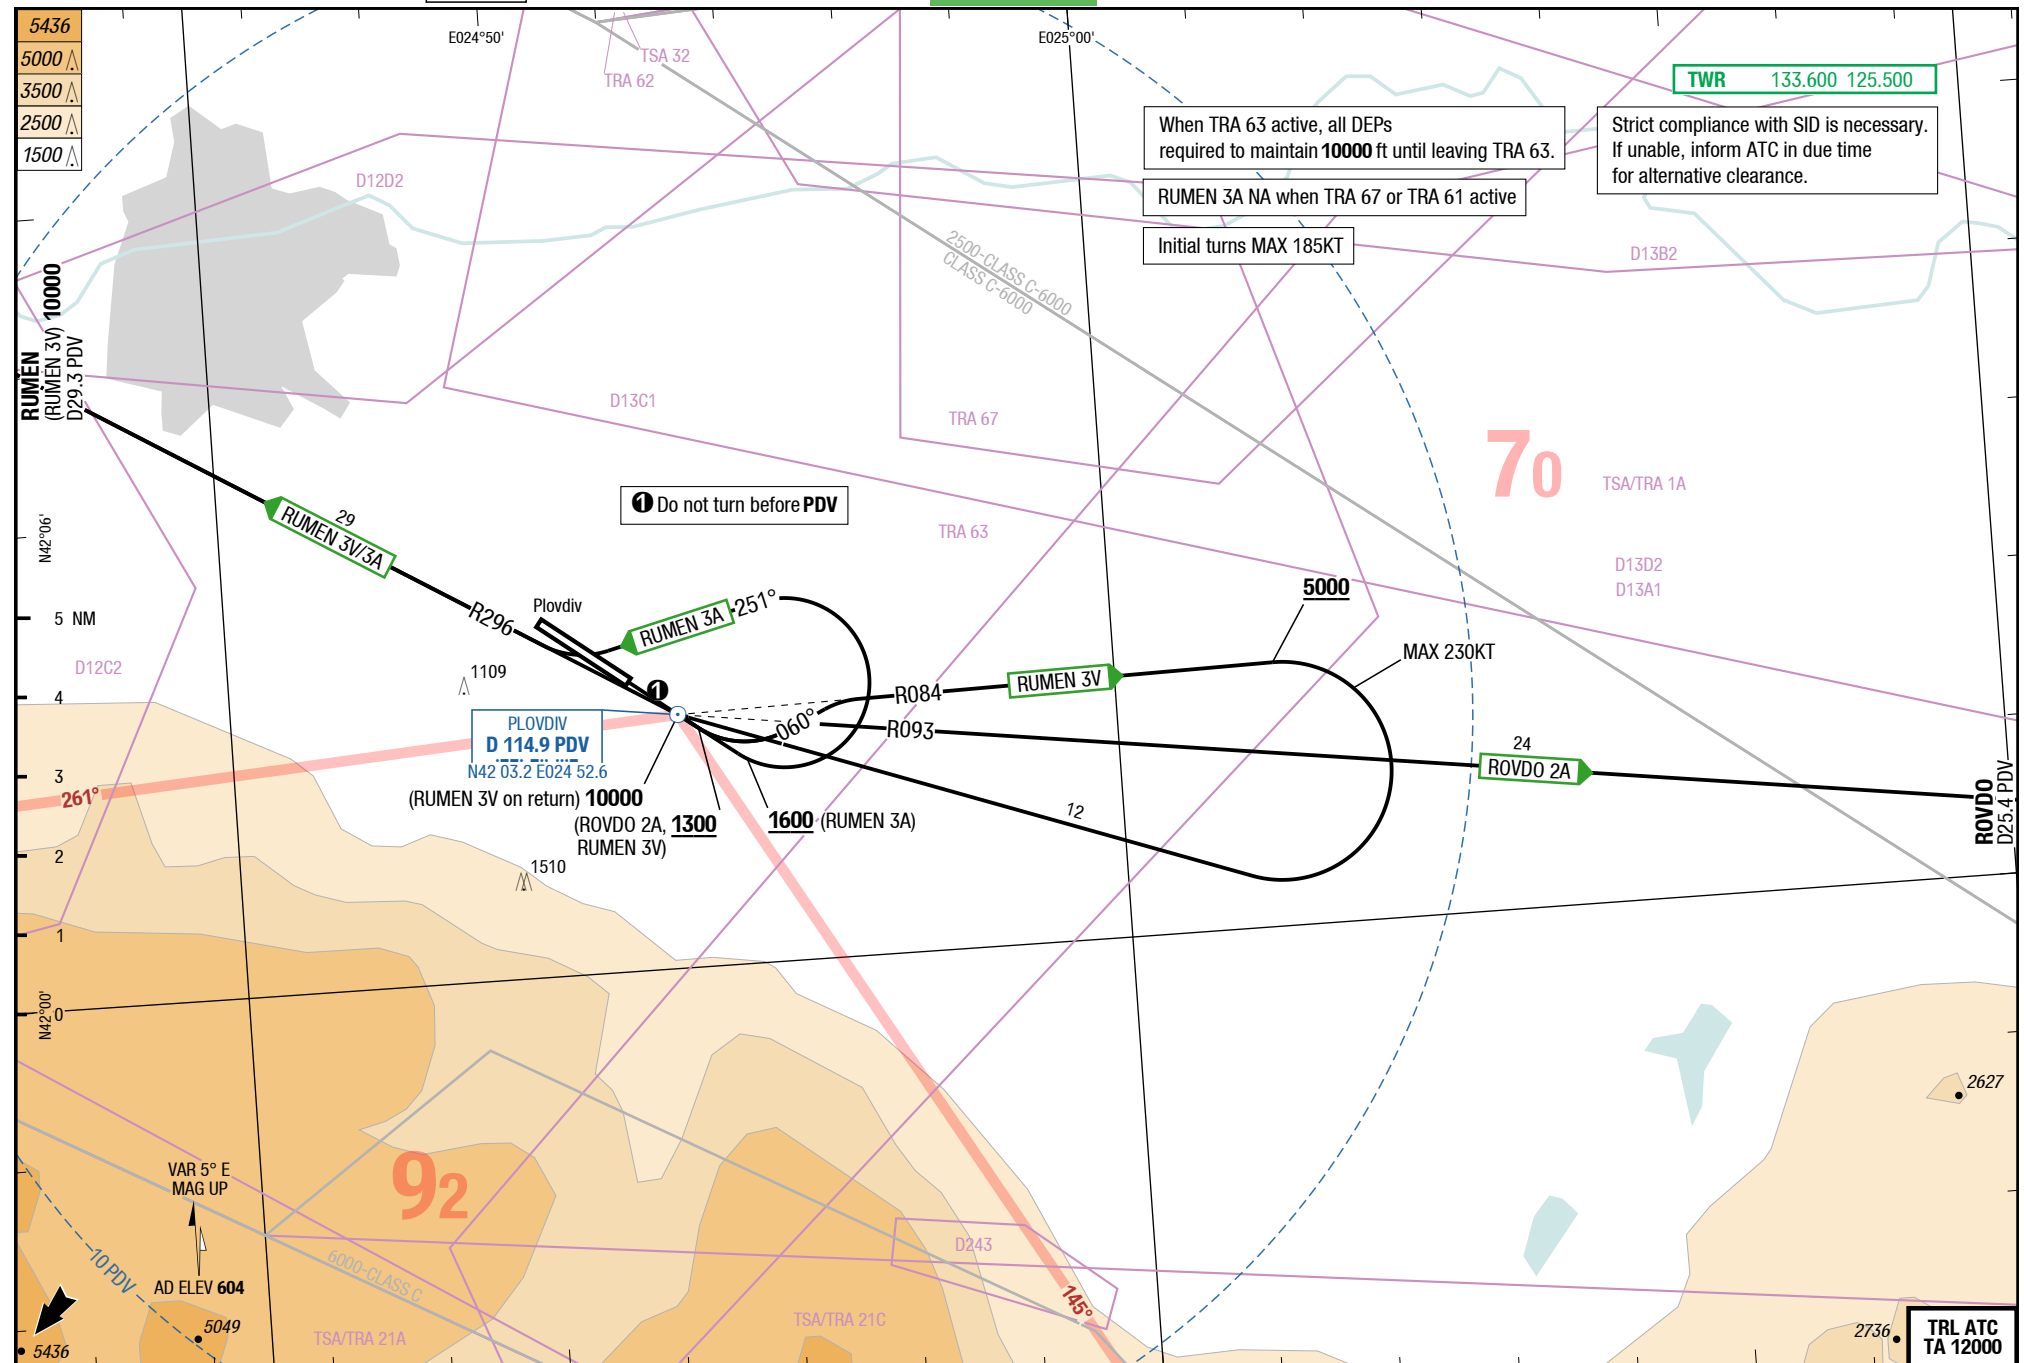 5436
5000
3500
2500
1500
E024°50'
E025°00'
TSA 32
TRA 62
TWR 133.600 125.500
When TRA 63 active, all DEPs
required to maintain 10000 ft until leaving TRA 63.
Strict compliance with SID is necessary.
If unable, inform ATC in due time
for alternative clearance.
RUMEN 3A NA when TRA 67 or TRA 61 active
Initial turns MAX 185KT
D12D2
2500-CLASS C-6000
CLASS C-6000
D13B2
RUMEN
(RUMEN 3V) 10000
D29.3 PDV
D13C1
TRA 67
70
TSA/TRA 1A
29
RUMEN 3V/3A
1 Do not turn before PDV
TRA 63
N42°06'
D13D2
D13A1
5 NM
R296
Plovdiv
RUMEN 3A
251°
5000
MAX 230KT
D12C2
1109
1
4
R084
RUMEN 3V
060°
R093
PLOVDIV
D 114.9 PDV
N42 03.2 E024 52.6
24
ROVDO 2A
ROVDO
D25.4 PDV
3
261°
(RUMEN 3V on return) 10000
(ROVDO 2A, 1300
RUMEN 3V)
1600 (RUMEN 3A)
12
2
1510
1
N42°00'
0
2627
92
VAR 5° E
MAG UP
10 PDV
AD ELEV 604
6000-CLASS C
D243
145°
5049
5436
TSA/TRA 21A
TSA/TRA 21C
2736
TRL ATC
TA 12000